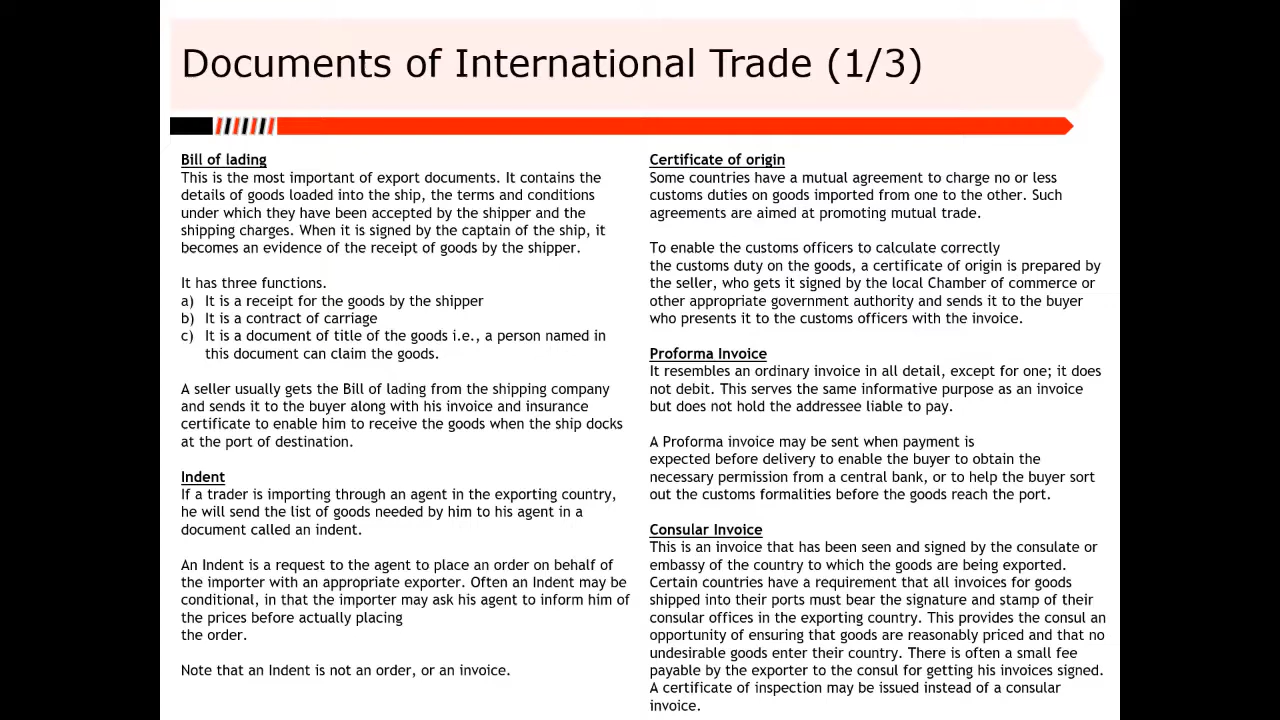 Documents of International Trade (1/3)
Bill of lading
This is the most important of export documents. It contains the
details of goods loaded into the ship, the terms and conditions
under which they have been accepted by the shipper and the
shipping charges. When it is signed by the captain of the ship, it
becomes an evidence of the receipt of goods by the shipper.
It has three functions.
a) It is a receipt for the goods by the shipper
b) It is a contract of carriage
c) It is a document of title of the goods i.e., a person named in
this document can claim the goods.
A seller usually gets the Bill of lading from the shipping company
and sends it to the buyer along with his invoice and insurance
certificate to enable him to receive the goods when the ship docks
at the port of destination.
Indent
If a trader is importing through an agent in the exporting country,
he will send the list of goods needed by him to his agent in a
document called an indent.
An Indent is a request to the agent to place an order on behalf of
the importer with an appropriate exporter. Often an Indent may be
conditional, in that the importer may ask his agent to inform him of
the prices before actually placing
the order.
Note that an Indent is not an order, or an invoice.
Certificate of origin
Some countries have a mutual agreement to charge no or less
customs duties on goods imported from one to the other. Such
agreements are aimed at promoting mutual trade.
To enable the customs officers to calculate correctly
the customs duty on the goods, a certificate of origin is prepared by
the seller, who gets it signed by the local Chamber of commerce or
other appropriate government authority and sends it to the buyer
who presents it to the customs officers with the invoice.
Proforma Invoice
It resembles an ordinary invoice in all detail, except for one; it does
not debit. This serves the same informative purpose as an invoice
but does not hold the addressee liable to pay.
A Proforma invoice may be sent when payment is
expected before delivery to enable the buyer to obtain the
necessary permission from a central bank, or to help the buyer sort
out the customs formalities before the goods reach the port.
Consular Invoice
This is an invoice that has been seen and signed by the consulate or
embassy of the country to which the goods are being exported.
Certain countries have a requirement that all invoices for goods
shipped into their ports must bear the signature and stamp of their
consular offices in the exporting country. This provides the consul an
opportunity of ensuring that goods are reasonably priced and that no
undesirable goods enter their country. There is often a small fee
payable by the exporter to the consul for getting his invoices signed.
A certificate of inspection may be issued instead of a consular
invoice.